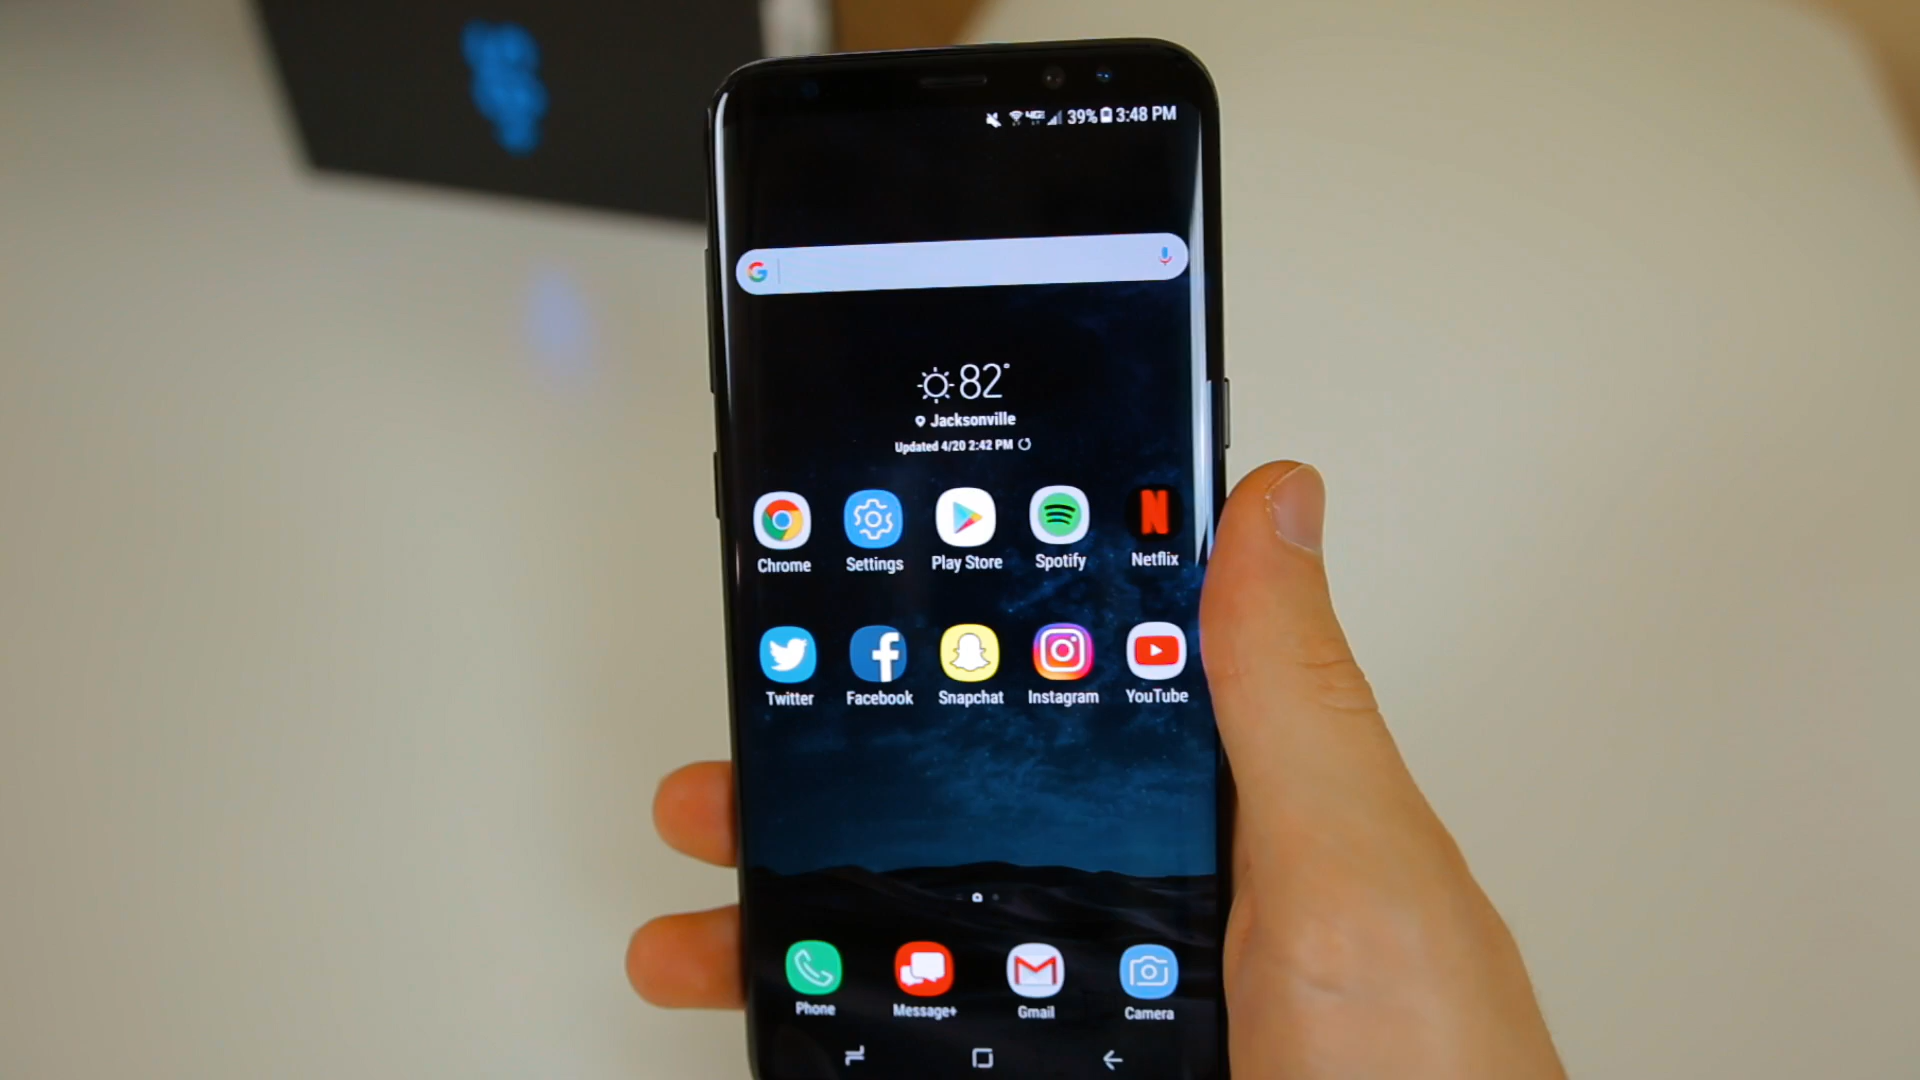 4GE 39% 3:48 PM
G
82°
Jacksonville
Updated 4/20 2:42 PM
N
Chrome Settings Play Store Spotify Netflix
f
Twitter Facebook Snapchat Instagram YouTube
M
Phone Message+ Gmail Camera